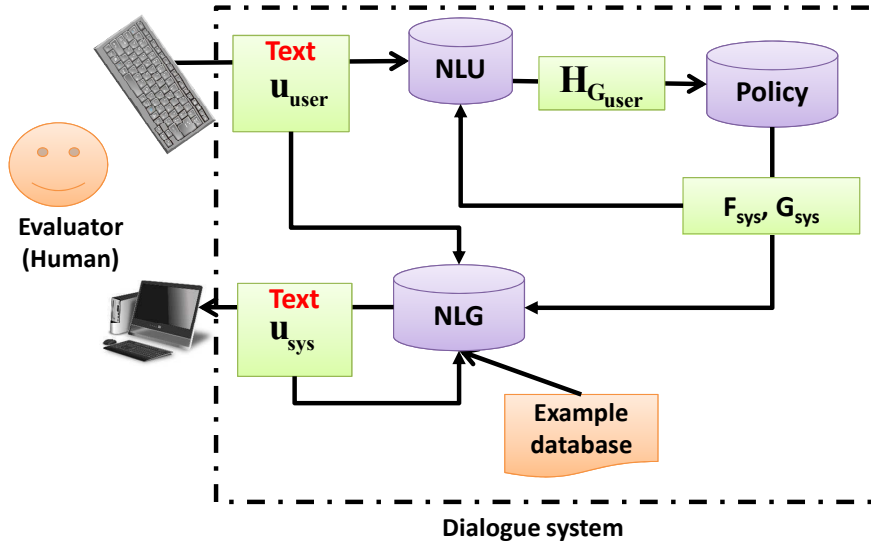 Text
u_user
NLU
H_G_user
Policy
Evaluator
(Human)
F_sys, G_sys
Text
u_sys
NLG
Example
database
Dialogue system